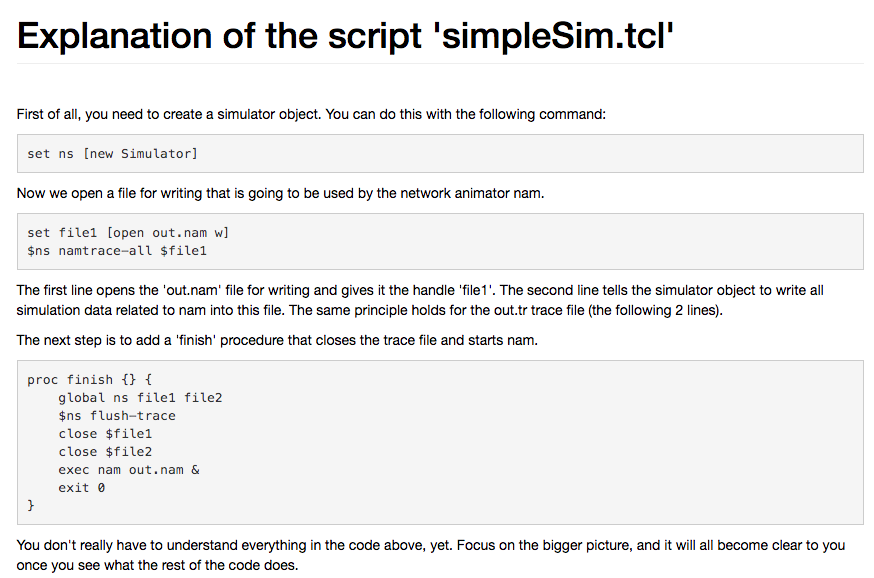 Explanation of the script 'simpleSim.tcl'
First of all, you need to create a simulator object. You can do this with the following command:
set ns [new Simulator]
Now we open a file for writing that is going to be used by the network animator nam.
set file1 [open out.nam w]
$ns namtrace-all $file1
The first line opens the 'out.nam' file for writing and gives it the handle 'file1'. The second line tells the simulator object to write all
simulation data related to nam into this file. The same principle holds for the out.tr trace file (the following 2 lines).
The next step is to add a 'finish' procedure that closes the trace file and starts nam.
proc finish {} {
    global ns file1 file2
    $ns flush-trace
    close $file1
    close $file2
    exec nam out.nam &
    exit 0
}
You don't really have to understand everything in the code above, yet. Focus on the bigger picture, and it will all become clear to you
once you see what the rest of the code does.